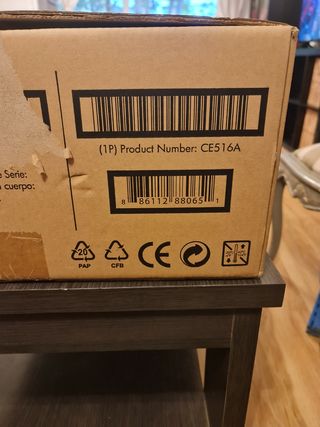 (1P) Product Number: CE516A
Serie:
cuerpo:
8 86112 88065 1
20
PAP
CFB
CE